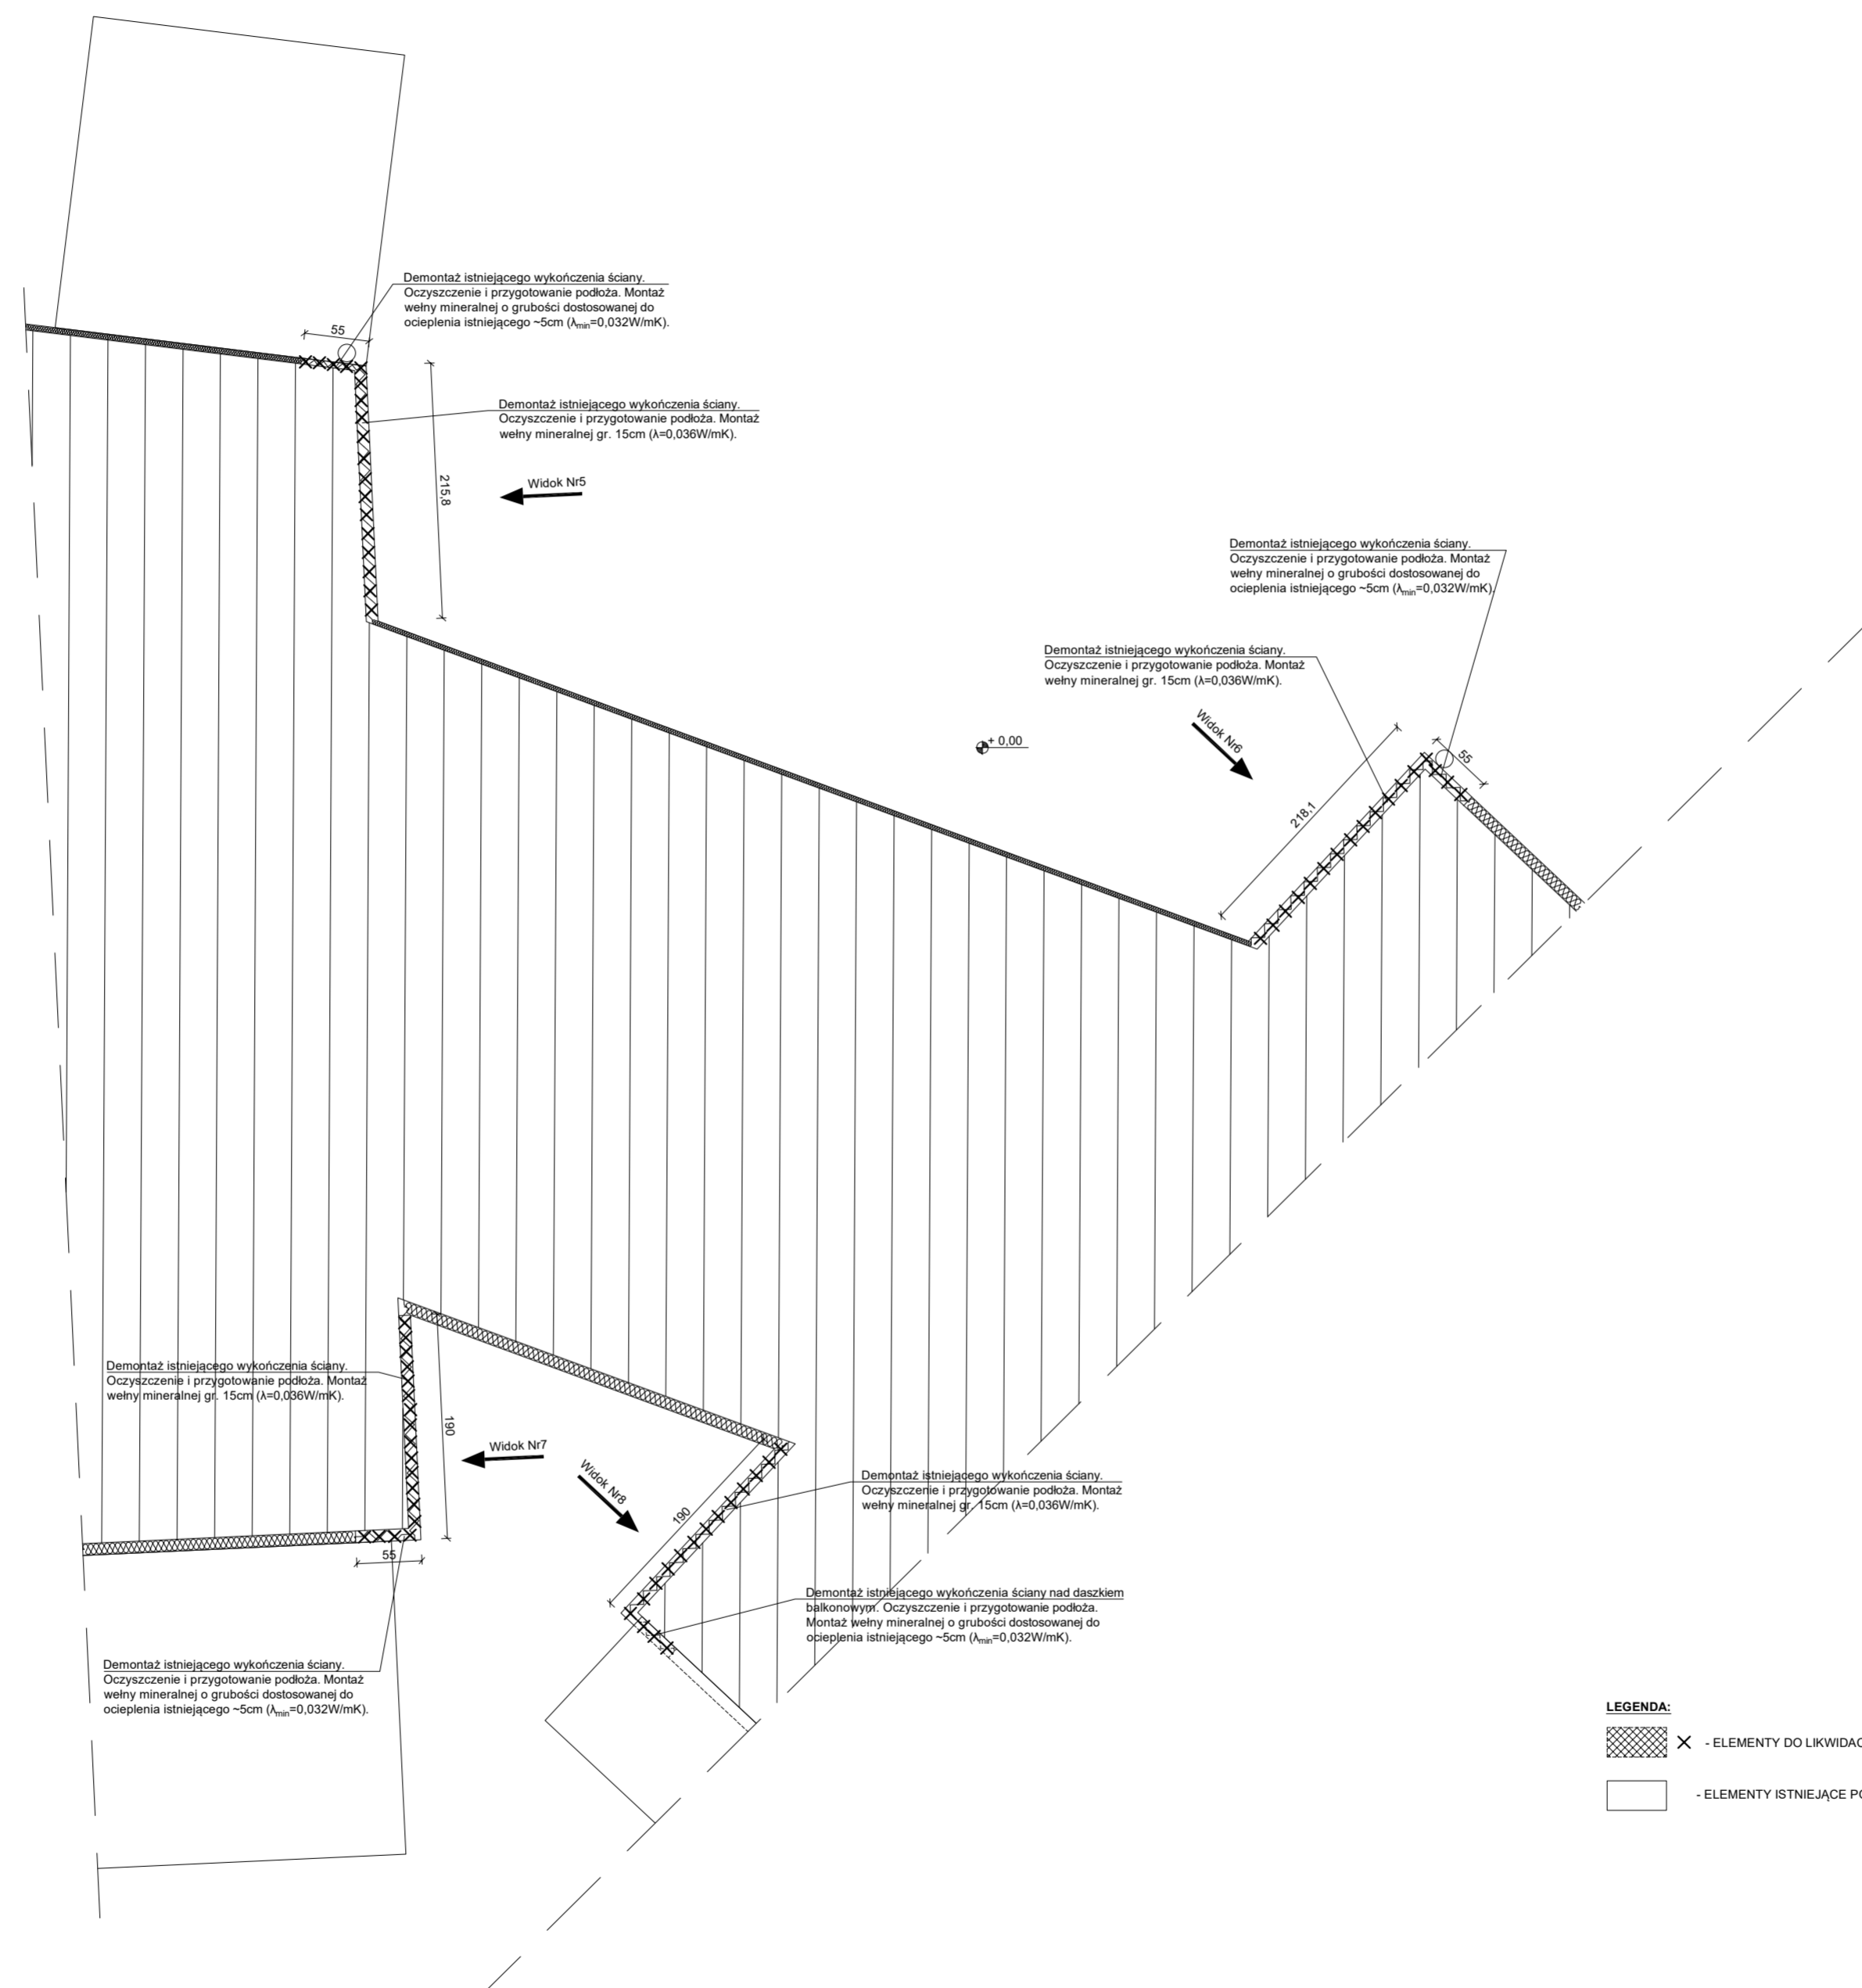 Demontaż istniejącego wykończenia ściany.
Oczyszczenie i przygotowanie podłoża. Montaż
wełny mineralnej o grubości dostosowanej do
ocieplenia istniejącego ~5cm (λmin=0,032W/mK).
55
Demontaż istniejącego wykończenia ściany.
Oczyszczenie i przygotowanie podłoża. Montaż
wełny mineralnej gr. 15cm (λ=0,036W/mK).
215,8
Widok Nr5
Demontaż istniejącego wykończenia ściany.
Oczyszczenie i przygotowanie podłoża. Montaż
wełny mineralnej o grubości dostosowanej do
ocieplenia istniejącego ~5cm (λmin=0,032W/mK).
Demontaż istniejącego wykończenia ściany.
Oczyszczenie i przygotowanie podłoża. Montaż
wełny mineralnej gr. 15cm (λ=0,036W/mK).
Widok Nr6
+ 0,00
55
218,1
Demontaż istniejącego wykończenia ściany.
Oczyszczenie i przygotowanie podłoża. Montaż
wełny mineralnej gr. 15cm (λ=0,036W/mK).
190
Widok Nr7
Widok Nr8
190
Demontaż istniejącego wykończenia ściany.
Oczyszczenie i przygotowanie podłoża. Montaż
wełny mineralnej gr. 15cm (λ=0,036W/mK).
55
Demontaż istniejącego wykończenia ściany nad daszkiem
balkonowym. Oczyszczenie i przygotowanie podłoża.
Montaż wełny mineralnej o grubości dostosowanej do
ocieplenia istniejącego ~5cm (λmin=0,032W/mK).
Demontaż istniejącego wykończenia ściany.
Oczyszczenie i przygotowanie podłoża. Montaż
wełny mineralnej o grubości dostosowanej do
ocieplenia istniejącego ~5cm (λmin=0,032W/mK).
LEGENDA:
- ELEMENTY DO
- ELEMENTY ISTNIEJĄCE